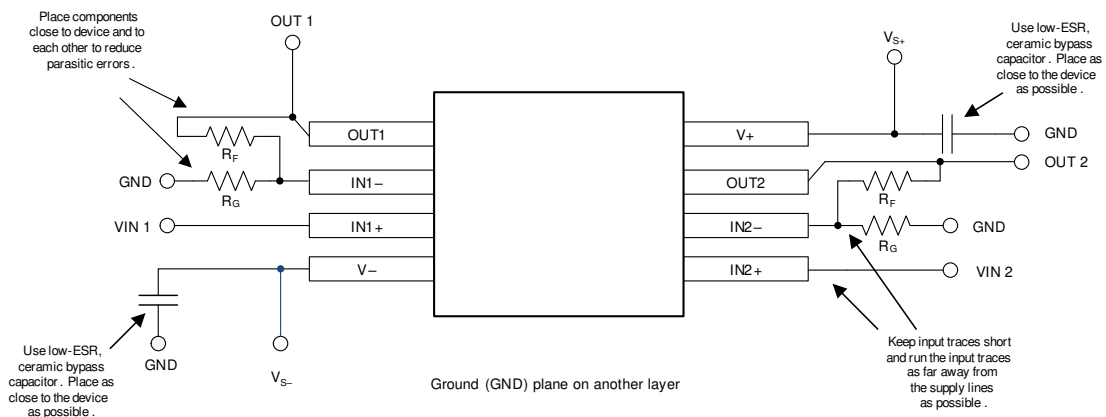 Place components
close to device and to
each other to reduce
parasitic errors .
OUT 1
VS+
Use low-ESR,
ceramic bypass
capacitor . Place as
close to the device
as possible .
OUT1
V+
GND
RF
OUT 2
GND
IN1−
OUT2
RF
RG
VIN 1
IN1+
IN2−
GND
RG
V−
IN2+
VIN 2
GND
VS−
Use low-ESR,
ceramic bypass
capacitor . Place as
close to the device
as possible .
Ground (GND) plane on another layer
Keep input traces short
and run the input traces
as far away from
the supply lines
as possible .